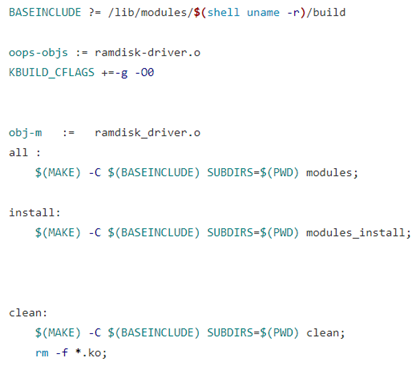 BASEINCLUDE ?= /lib/modules/$(shell uname -r)/build
oops-objs := ramdisk-driver.o
KBUILD_CFLAGS +=-g -O0
obj-m   :=   ramdisk_driver.o
all :
    $(MAKE) -C $(BASEINCLUDE) SUBDIRS=$(PWD) modules;
install:
    $(MAKE) -C $(BASEINCLUDE) SUBDIRS=$(PWD) modules_install;
clean:
    $(MAKE) -C $(BASEINCLUDE) SUBDIRS=$(PWD) clean;
    rm -f *.ko;